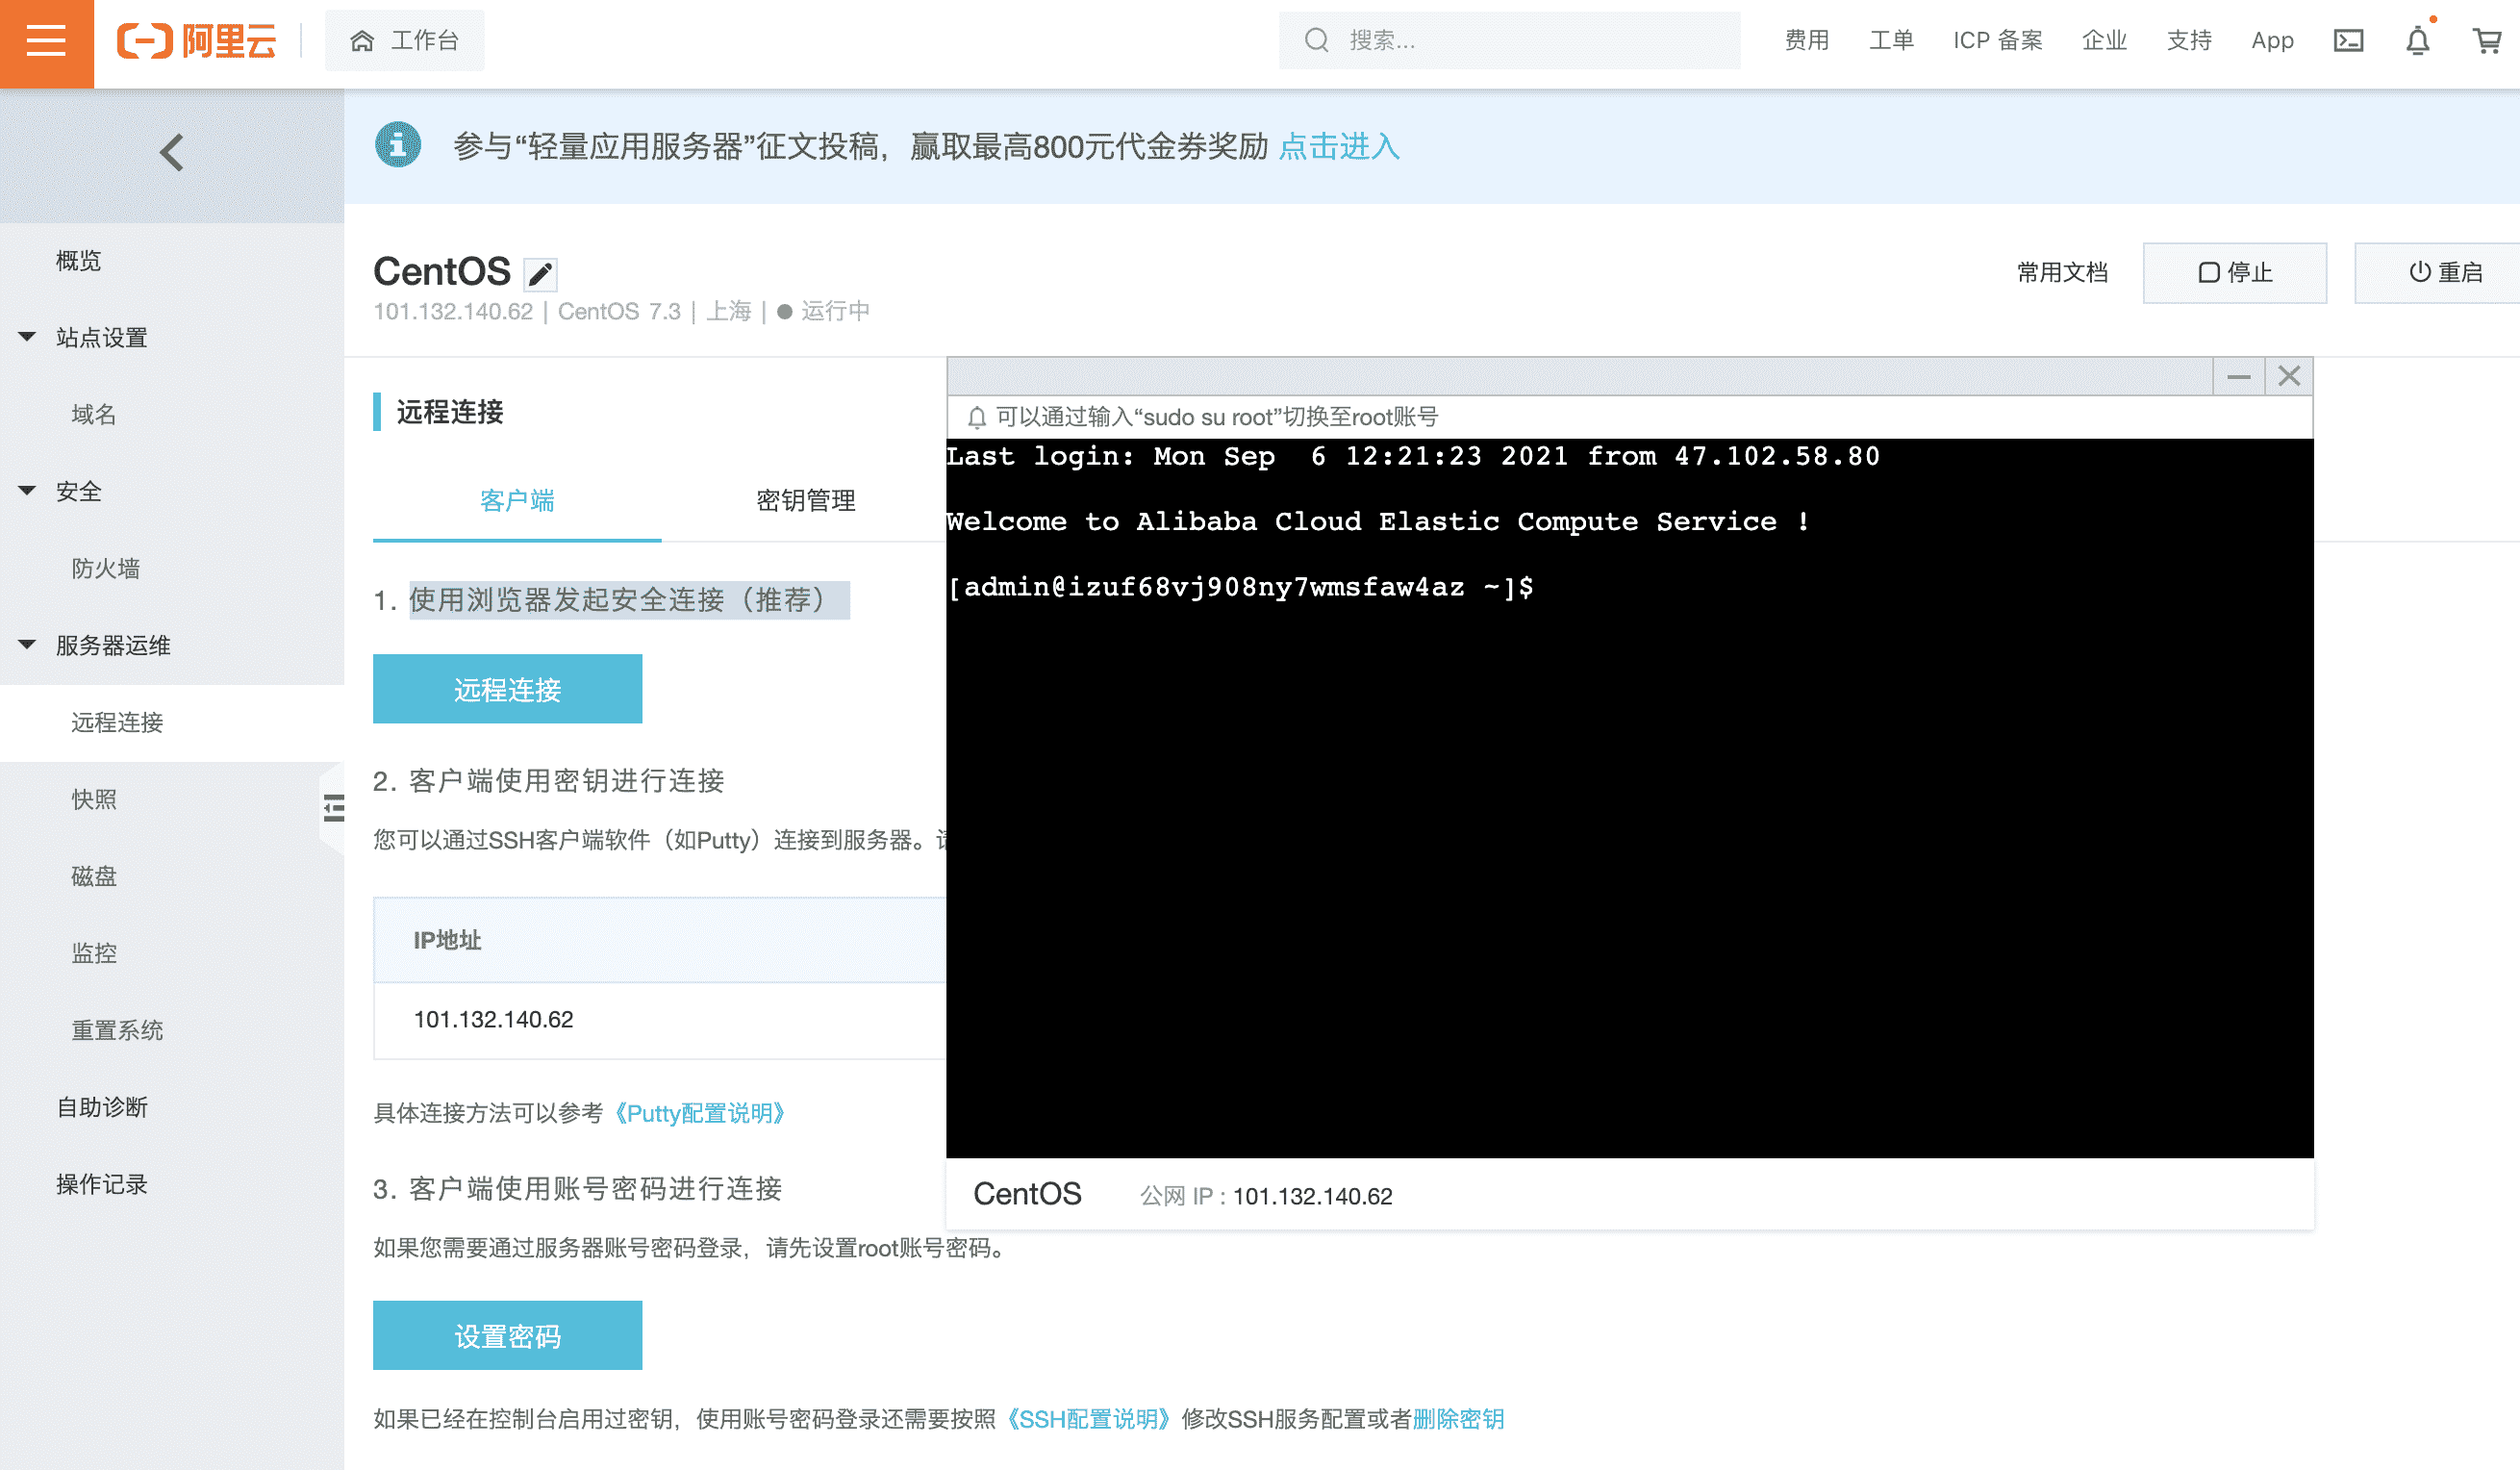 阿里云
工作台
搜索...
费用
工单
ICP 备案
企业
支持
App
参与“轻量应用服务器”征文投稿，赢取最高800元代金券奖励 点击进入
概览
站点设置
域名
安全
防火墙
服务器运维
远程连接
快照
磁盘
监控
重置系统
自助诊断
操作记录
CentOS
101.132.140.62 | CentOS 7.3 | 上海 | 运行中
常用文档
停止
重启
远程连接
客户端
密钥管理
1. 使用浏览器发起安全连接（推荐）
远程连接
2. 客户端使用密钥进行连接
您可以通过SSH客户端软件（如Putty）连接到服务器。
IP地址
101.132.140.62
具体连接方法可以参考《Putty配置说明》
3. 客户端使用账号密码进行连接
如果您需要通过服务器账号密码登录，请先设置root账号密码。
设置密码
如果已经在控制台启用过密钥，使用账号密码登录还需要按照《SSH配置说明》修改SSH服务配置或者删除密钥
可以通过输入“sudo su root”切换至root账号
Last login: Mon Sep  6 12:21:23 2021 from 47.102.58.80
Welcome to Alibaba Cloud Elastic Compute Service !
[admin@izuf68vj908ny7wmsfaw4az ~]$
CentOS
公网 IP : 101.132.140.62